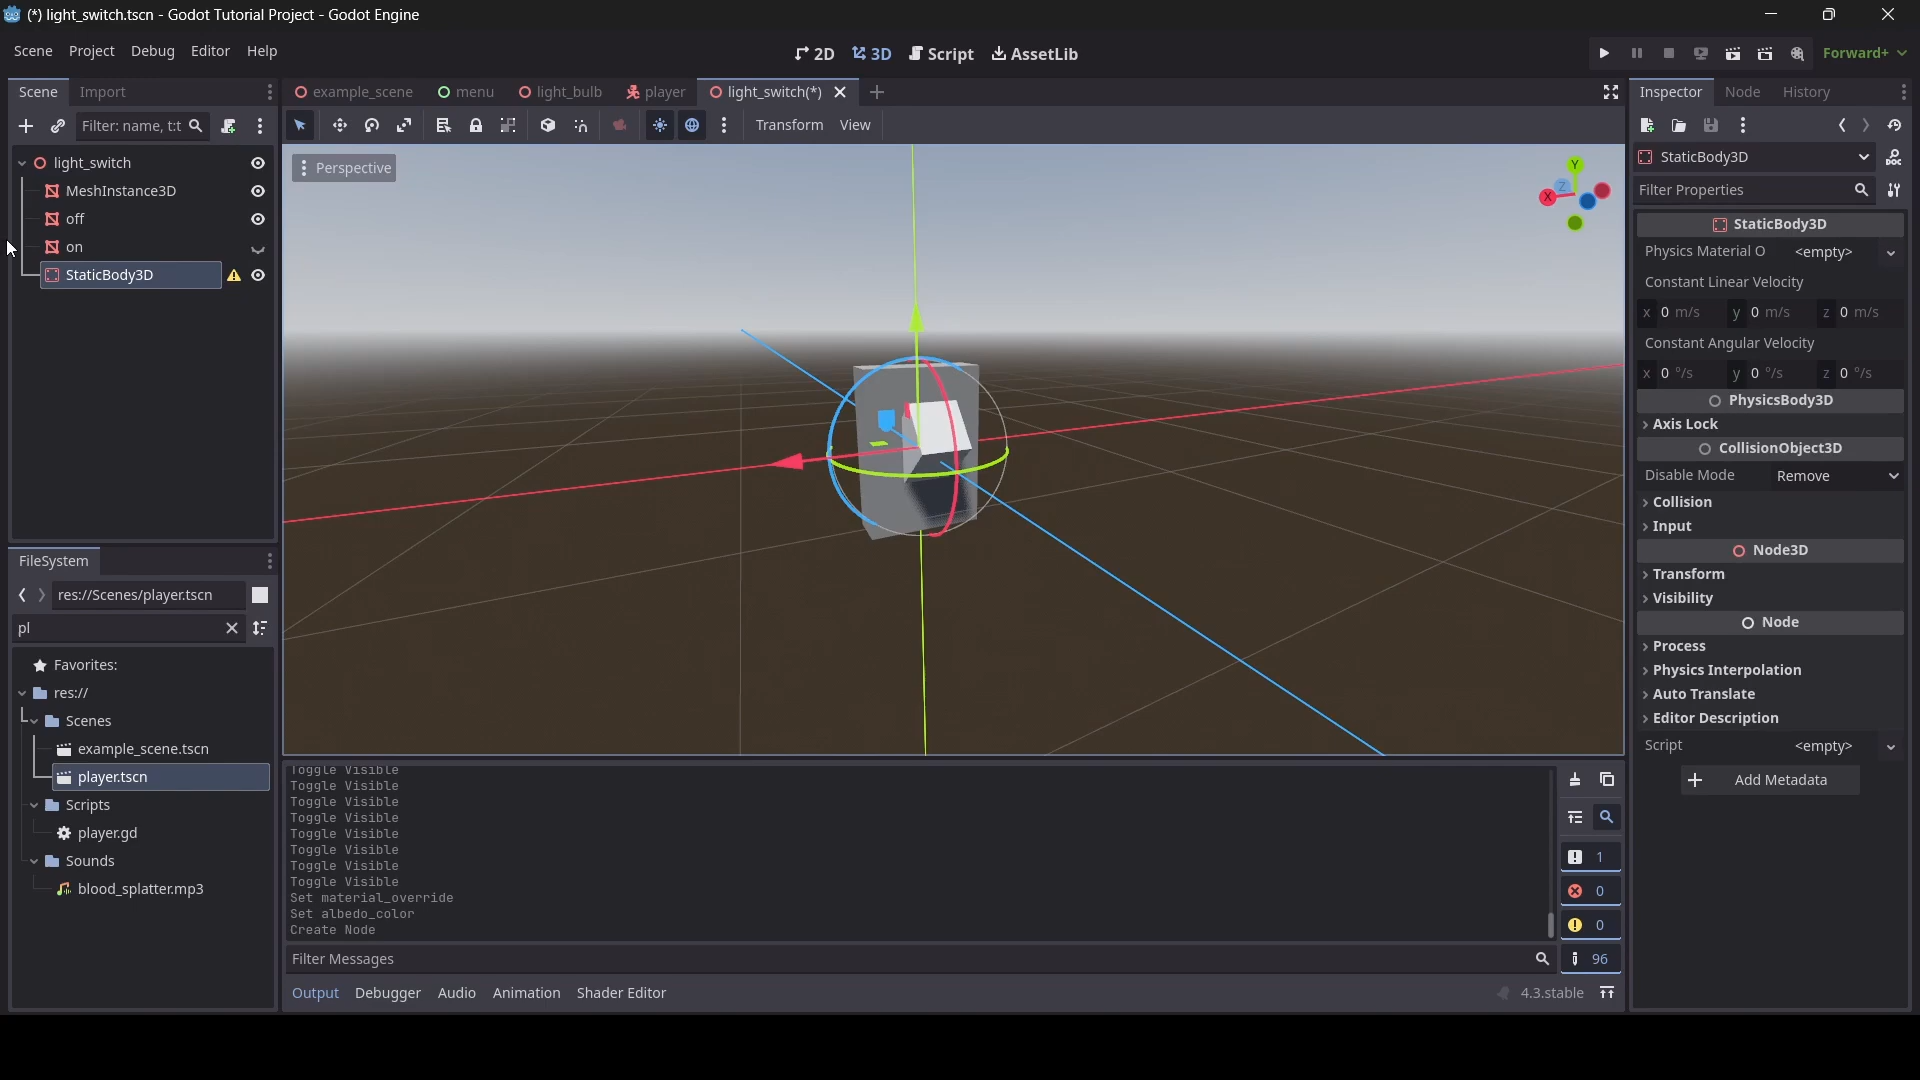 (*) light_switch.tscn - Godot Tutorial Project - Godot Engine
Scene Project Debug Editor Help
2D 3D Script AssetLib
Forward+
Scene Import
example_scene menu light_bulb player light_switch(*)
Inspector Node History
Filter: name, t:t
Transform View
light_switch
MeshInstance3D
off
on
StaticBody3D
Perspective
Y
X
Z
StaticBody3D
Filter Properties
StaticBody3D
Physics Material O <empty>
Constant Linear Velocity
x 0 m/s y 0 m/s z 0 m/s
Constant Angular Velocity
x 0 °/s y 0 °/s z 0 °/s
PhysicsBody3D
Axis Lock
CollisionObject3D
Disable Mode Remove
Collision
Input
Node3D
Transform
Visibility
Node
Process
Physics Interpolation
Auto Translate
Editor Description
Script <empty>
Add Metadata
FileSystem
res://Scenes/player.tscn
pl
Favorites:
res://
Scenes
example_scene.tscn
player.tscn
Scripts
player.gd
Sounds
blood_splatter.mp3
Toggle Visible
Toggle Visible
Toggle Visible
Toggle Visible
Toggle Visible
Toggle Visible
Toggle Visible
Toggle Visible
Set material_override
Set albedo_color
Create Node
1
0
0
96
Filter Messages
Output Debugger Audio Animation Shader Editor
4.3.stable